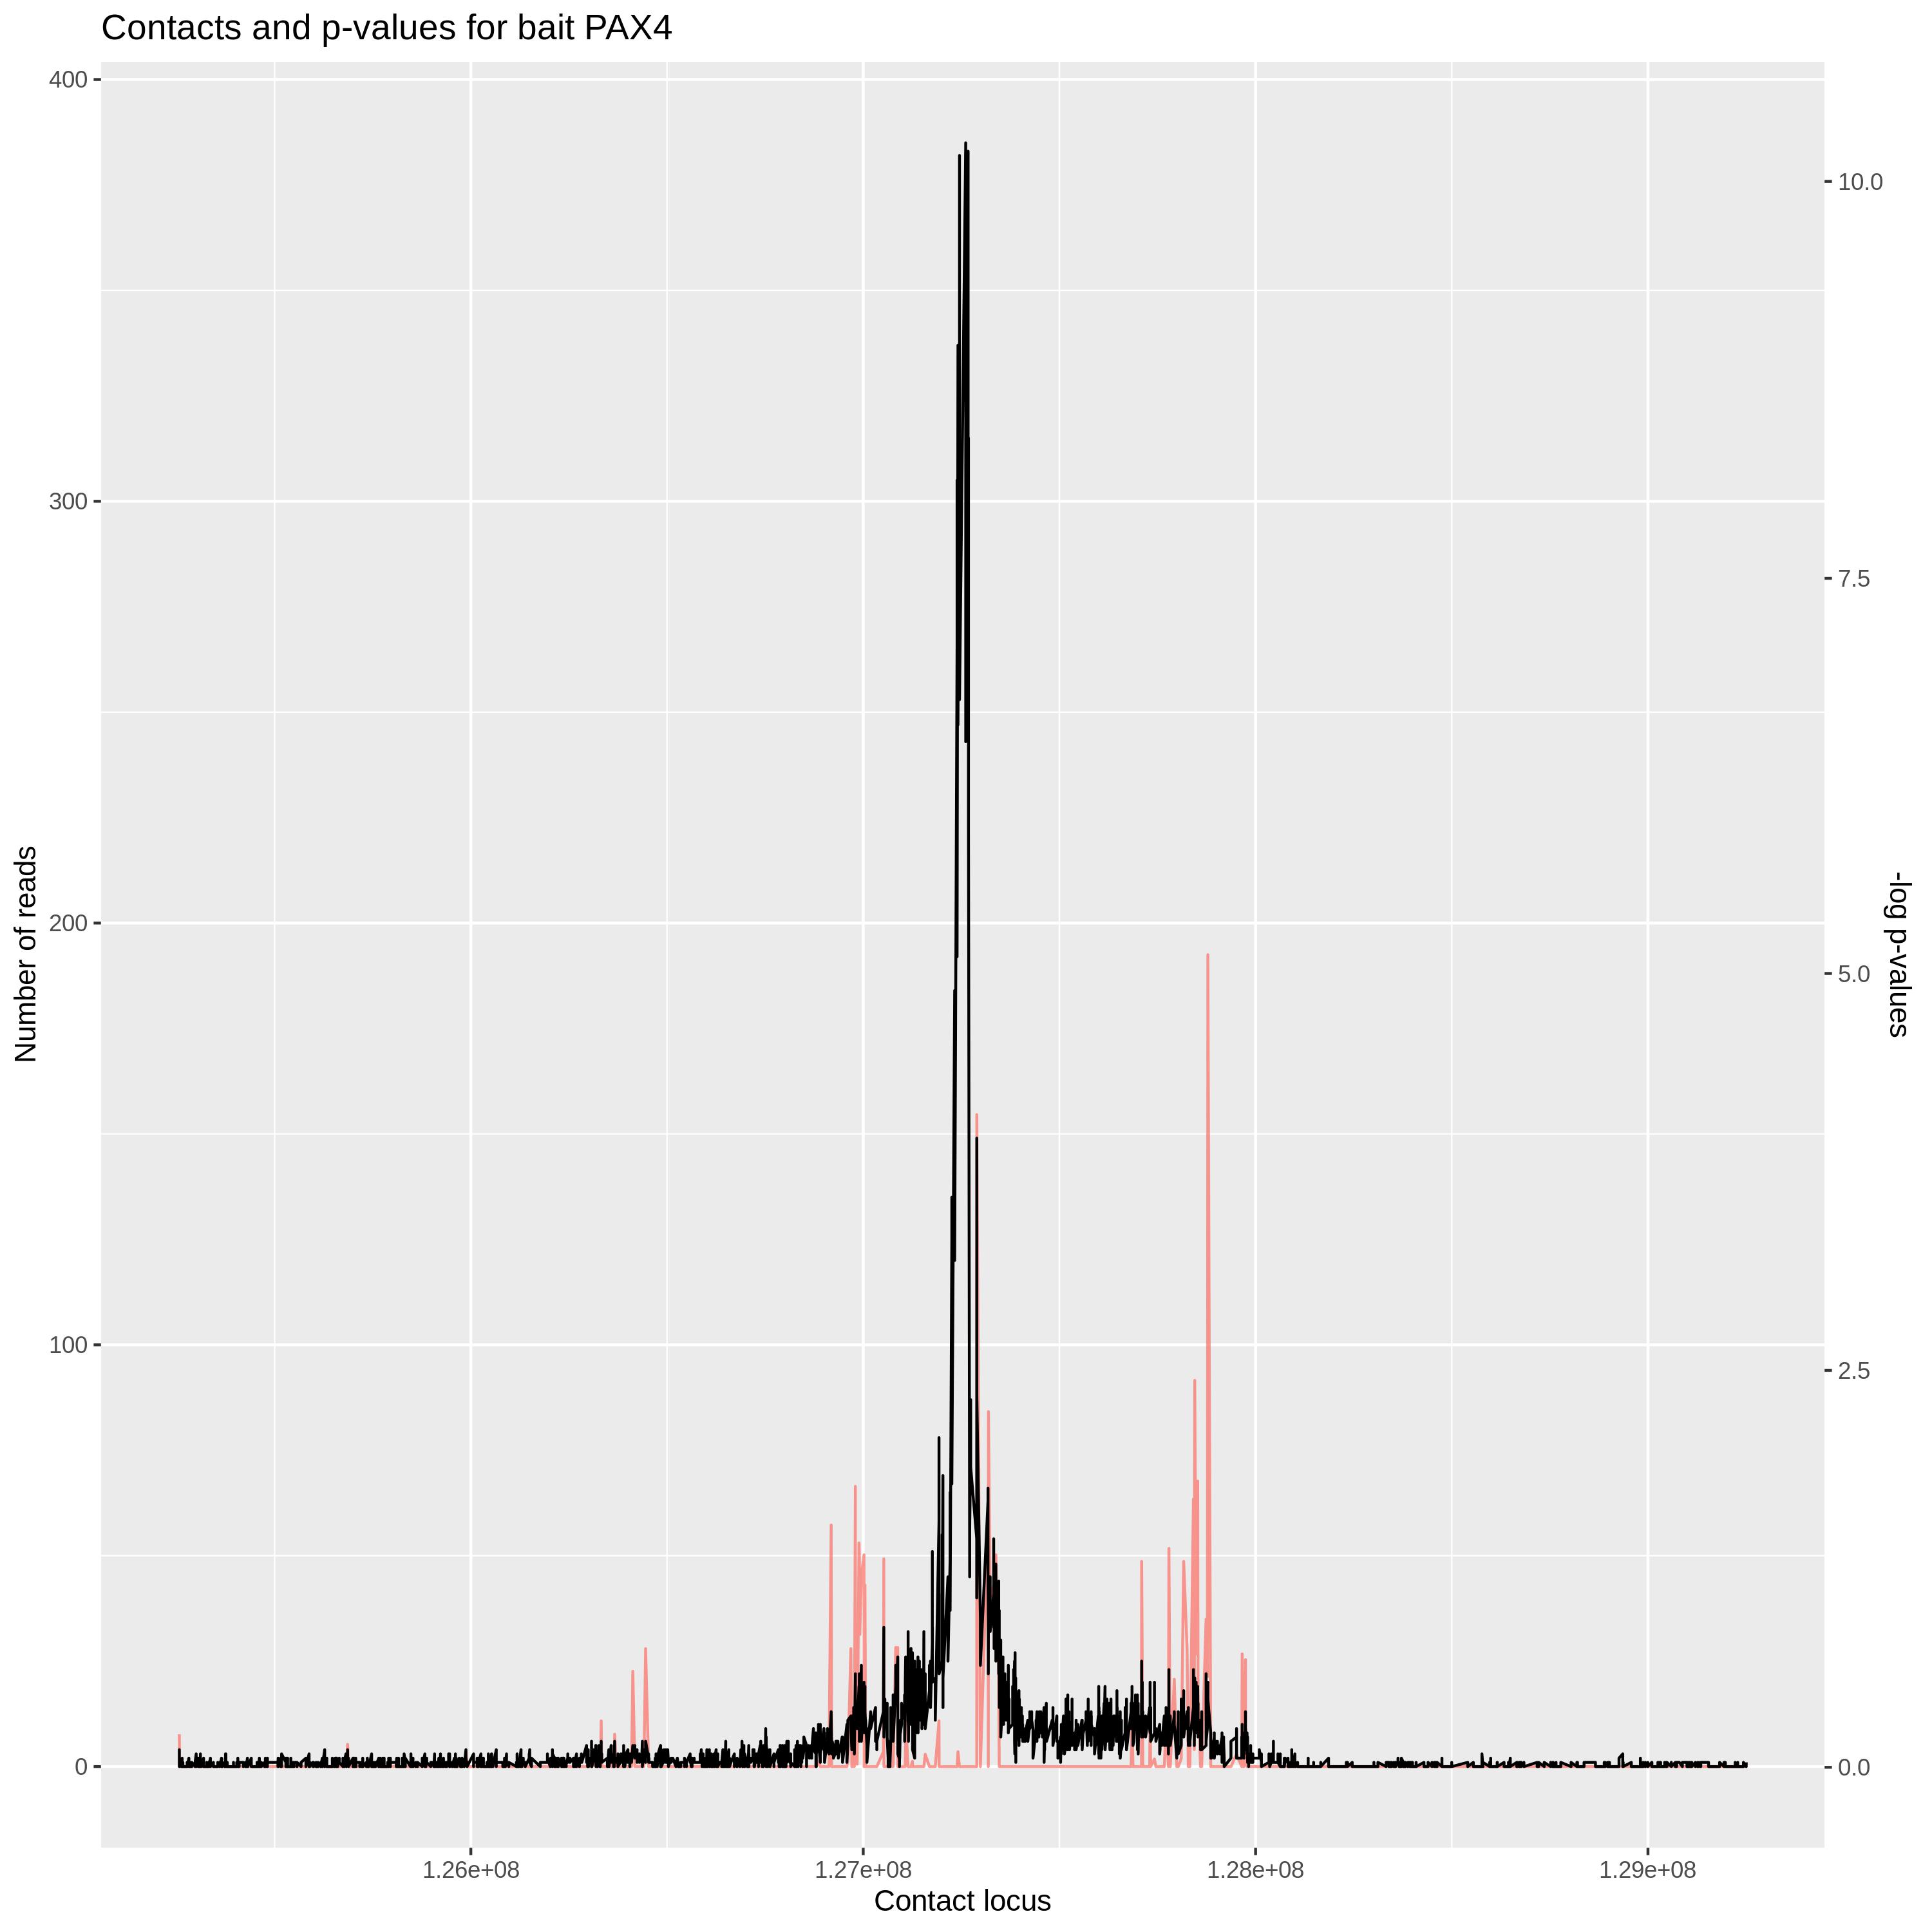 Contacts and p-values for bait PAX4
400
300
200
100
0
Number of reads
10.0
7.5
5.0
2.5
0.0
-log p-values
1.26e+08
1.27e+08
1.28e+08
1.29e+08
Contact locus